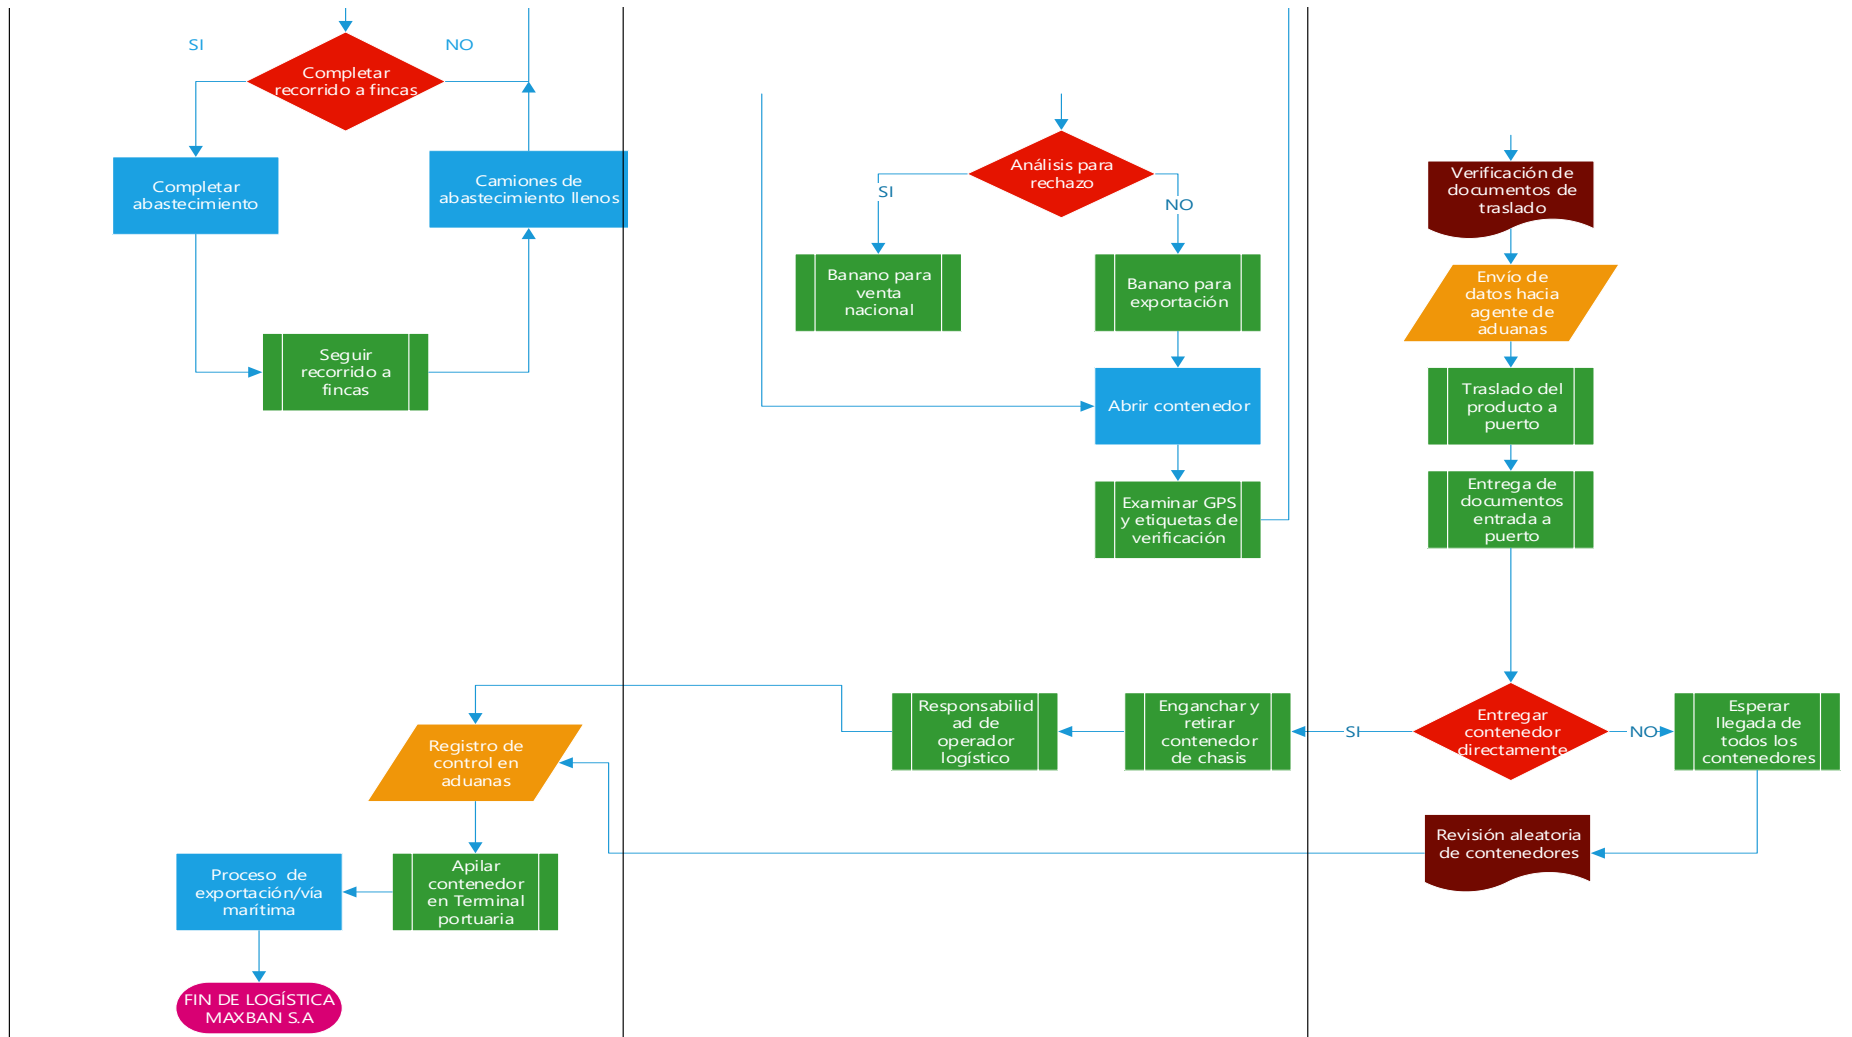 SI
NO
Completar
recorrido a fincas
Completar
abastecimiento
Camiones de
abastecimiento llenos
Seguir
recorrido a
fincas
Análisis para
rechazo
SI
NO
Banano para
venta
nacional
Banano para
exportación
Abrir contenedor
Examinar GPS
y etiquetas de
verificación
Verificación de
documentos de
traslado
Envío de
datos hacia
agente de
aduanas
Traslado del
producto a
puerto
Entrega de
documentos
entrada a
puerto
Entregar
contenedor
directamente
SI
NO
Esperar
llegada de
todos los
contenedores
Enganchar y
retirar
contenedor
de chasis
Responsabilid
ad de
operador
logístico
Registro de
control en
aduanas
Revisión aleatoria
de contenedores
Apilar
contenedor
en Terminal
portuaria
Proceso  de
exportación/vía
marítima
FIN DE LOGÍSTICA
MAXBAN S.A